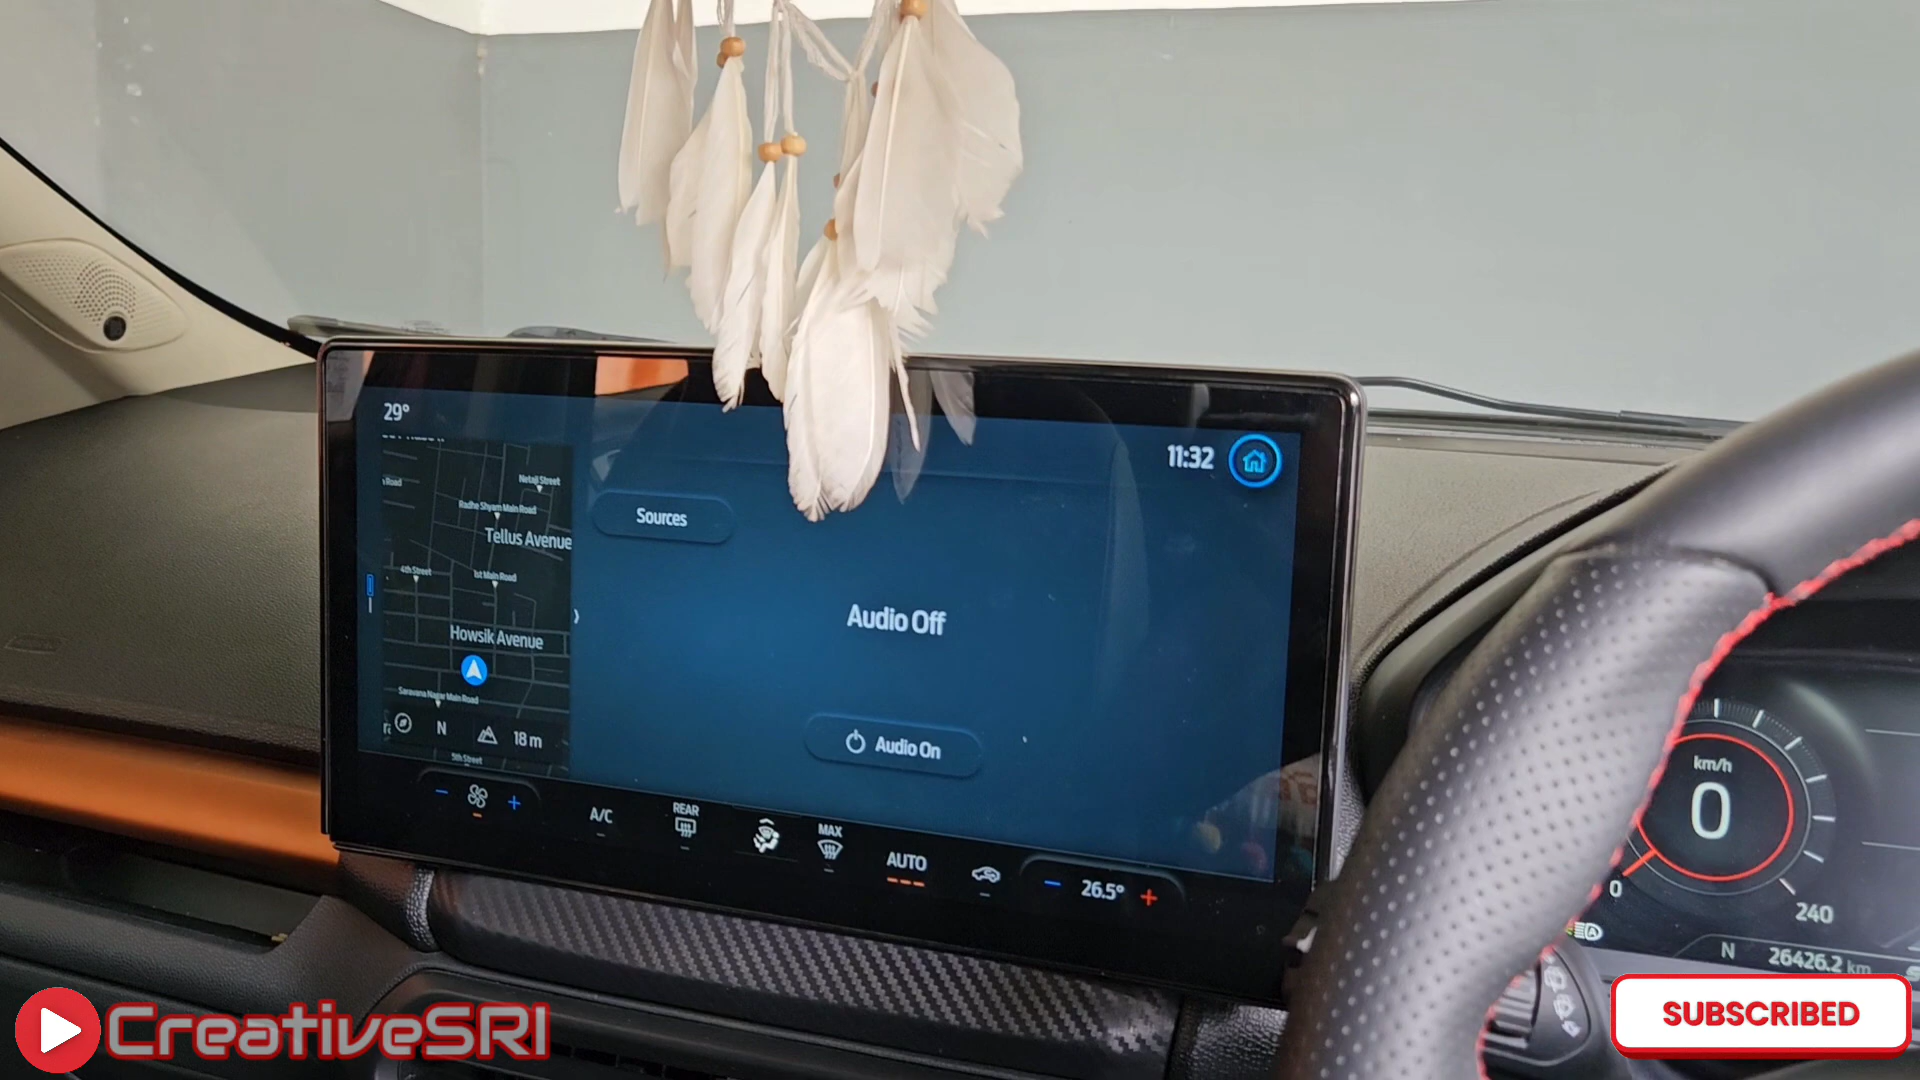 29°
11:32
Road
Netaji Street
Radhe Shyam Main Road
Tellus Avenue
4th Street
1st Main Road
Howsik Avenue
Saravana Nagar Main Road
N
18 m
5th Street
Sources
Audio Off
Audio On
A/C
REAR
MAX
AUTO
26.5°
km/h
0
0
240
N 26426.2 km
CreativeSRI
SUBSCRIBED